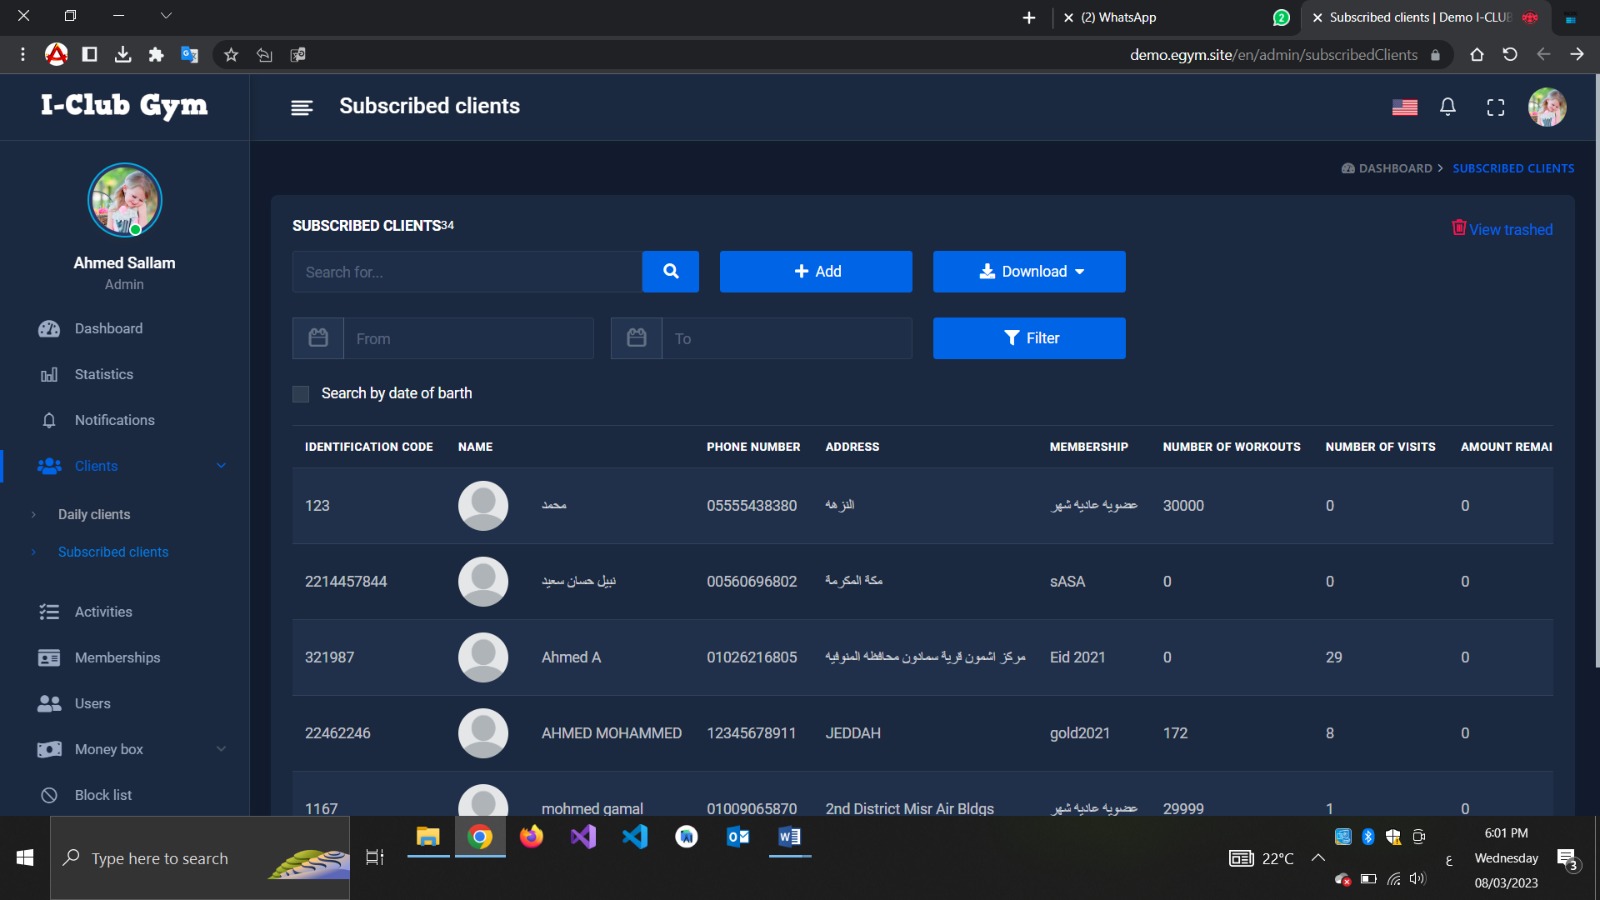 (2) WhatsApp
2
Subscribed clients | Demo I-CLU
demo.egym.site/en/admin/subscribedClients
I-Club Gym
Subscribed clients
DASHBOARD > SUBSCRIBED CLIENTS
Ahmed Sallam
Admin
Dashboard
Statistics
Notifications
Clients
Daily clients
Subscribed clients
Activities
Memberships
Users
Money box
Block list
SUBSCRIBED CLIENTS34
View trashed
Search for...
Add
Download
From
To
Filter
Search by date of barth
IDENTIFICATION CODE NAME PHONE NUMBER ADDRESS MEMBERSHIP NUMBER OF WORKOUTS NUMBER OF VISITS AMOUNT REMAI
123 محمد 05555438380 النزهه عضويه عاديه شهر 30000 0 0
2214457844 نبيل حسان سعيد 00560696802 مكة المكرمة sASA 0 0 0
321987 Ahmed A 01026216805 مركز اشمون قرية سمادون محافظه المنوفيه Eid 2021 0 29 0
22462246 AHMED MOHAMMED 12345678911 JEDDAH gold2021 172 8 0
1167 mohmed gamal 01009065870 2nd District Misr Air Bldgs عضويه عاديه شهر 29999 1 0
Type here to search
22°C
ع
6:01 PM
Wednesday
08/03/2023
3